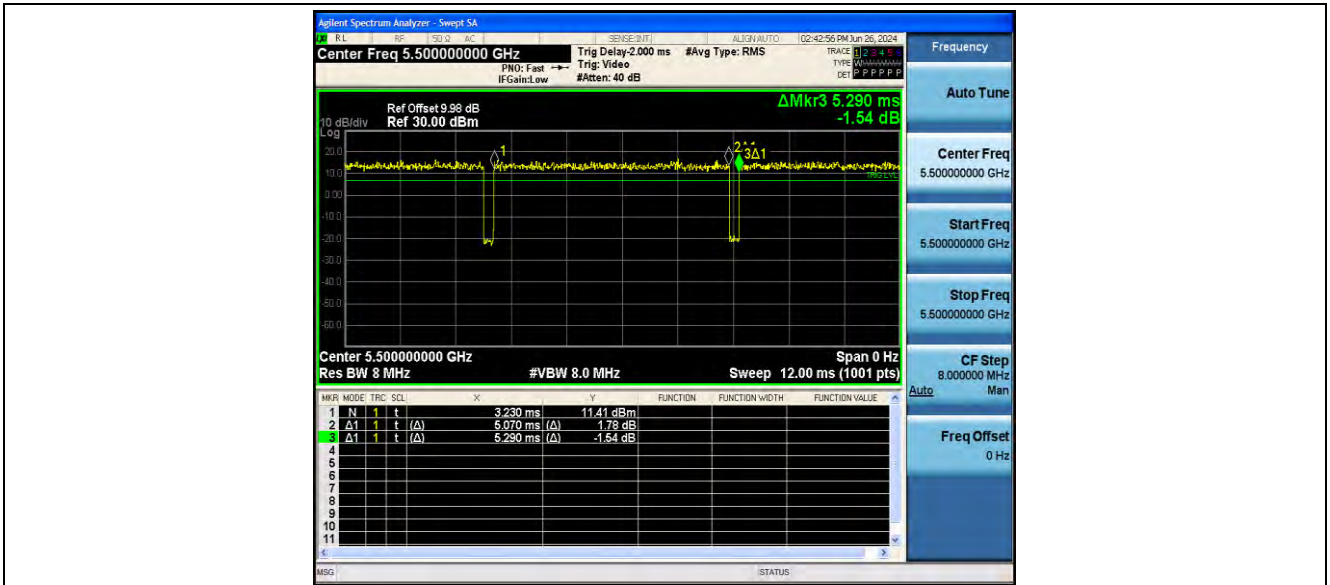 Agilent Spectrum Analyzer - Swept SA
RL RF 50 Ω AC SENSE:INT ALIGN AUTO 02:42:56 PM Jun 26, 2024
Center Freq 5.500000000 GHz
PNO: Fast
IFGain:Low
Trig Delay-2.000 ms
Trig: Video
#Atten: 40 dB
#Avg Type: RMS
TRACE 1 2 3 4 5 6
TYPE W
DET P P P P P P
ΔMkr3 5.290 ms
-1.54 dB
Ref Offset 9.98 dB
10 dB/div Ref 30.00 dBm
Log
20.0
10.0
0.00
-10.0
-20.0
-30.0
-40.0
-50.0
-60.0
1
3Δ1
TRIG LVL
Center 5.500000000 GHz Span 0 Hz
Res BW 8 MHz #VBW 8.0 MHz Sweep 12.00 ms (1001 pts)
MKR MODE TRC SCL X Y FUNCTION FUNCTION WIDTH FUNCTION VALUE
1 N 1 t 3.230 ms 11.41 dBm
2 Δ1 1 t (Δ) 5.070 ms (Δ) 1.78 dB
3 Δ1 1 t (Δ) 5.290 ms (Δ) -1.54 dB
4
5
6
7
8
9
10
11
MSG STATUS
Frequency
Auto Tune
Center Freq
5.500000000 GHz
Start Freq
5.500000000 GHz
Stop Freq
5.500000000 GHz
CF Step
8.000000 MHz
Auto Man
Freq Offset
0 Hz